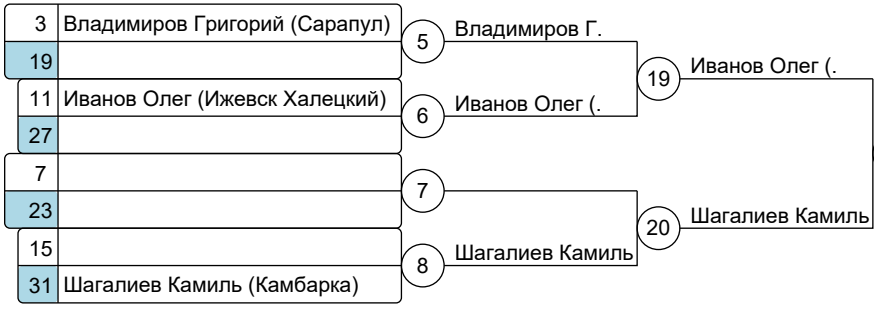 3 Владимиров Григорий (Сарапул)
19
5
Владимиров Г.
11 Иванов Олег (Ижевск Халецкий)
27
6
Иванов Олег (.
19
Иванов Олег (.
7
23
7
15
31 Шагалиев Камиль (Камбарка)
8
Шагалиев Камиль
20
Шагалиев Камиль